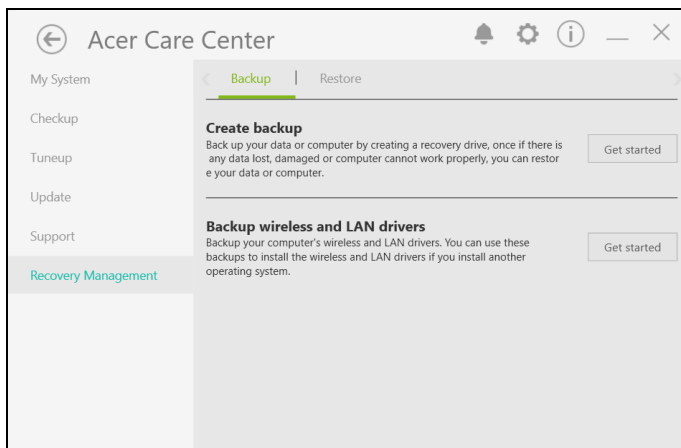 Acer Care Center
My System
Checkup
Tuneup
Update
Support
Recovery Management
Backup | Restore
Create backup
Back up your data or computer by creating a recovery drive, once if there is
any data lost, damaged or computer cannot work properly, you can restor
e your data or computer.
Get started
Backup wireless and LAN drivers
Backup your computer's wireless and LAN drivers. You can use these
backups to install the wireless and LAN drivers if you install another
operating system.
Get started